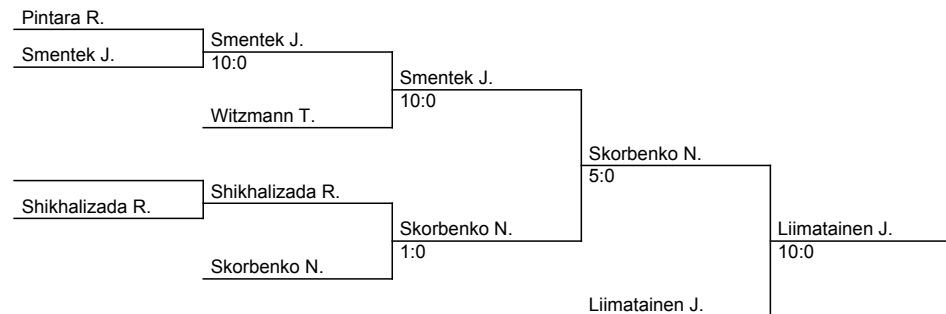 Pintara R.
Smentek J.
Smentek J.
10:0
Smentek J.
10:0
Witzmann T.
Skorbenko N.
5:0
Shikhalizada R.
Shikhalizada R.
Skorbenko N.
1:0
Liimatainen J.
10:0
Skorbenko N.
Liimatainen J.